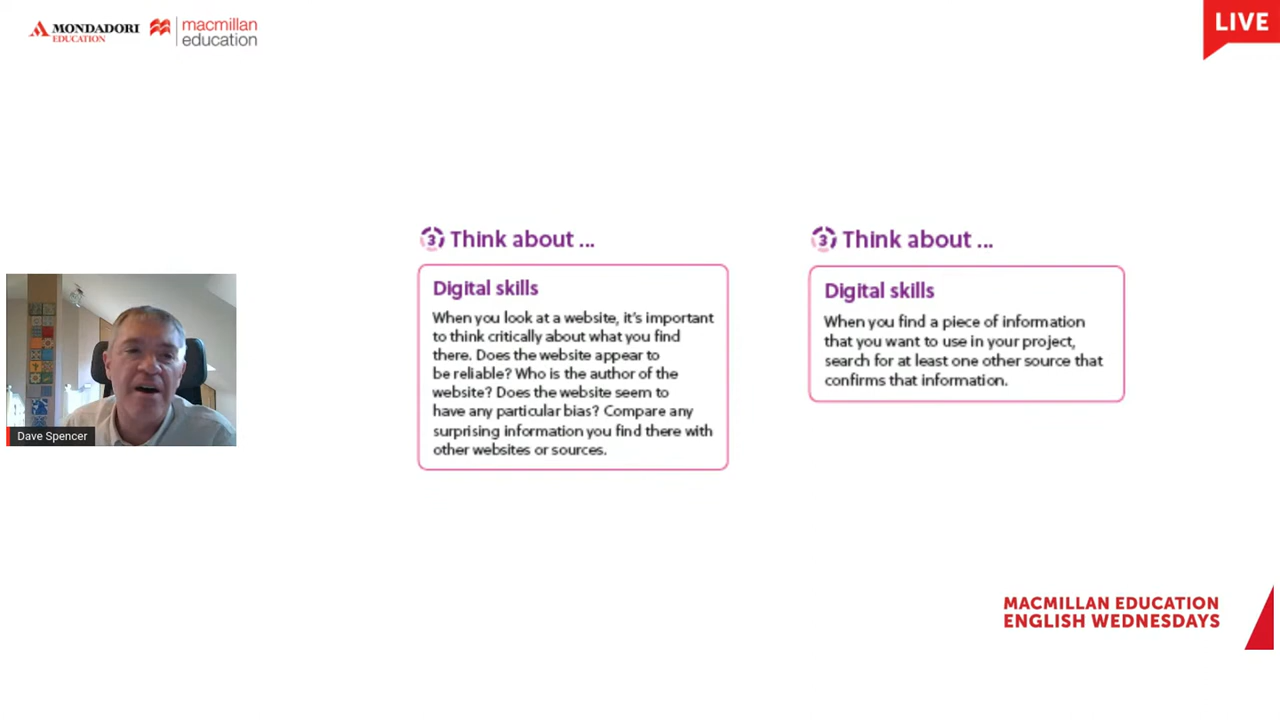 MONDADORI
EDUCATION
macmillan
education
LIVE
3 Think about ...
Digital skills
When you look at a website, it's important
to think critically about what you find
there. Does the website appear to
be reliable? Who is the author of the
website? Does the website seem to
have any particular bias? Compare any
surprising information you find there with
other websites or sources.
3 Think about ...
Digital skills
When you find a piece of information
that you want to use in your project,
search for at least one other source that
confirms that information.
Dave Spencer
MACMILLAN EDUCATION
ENGLISH WEDNESDAYS